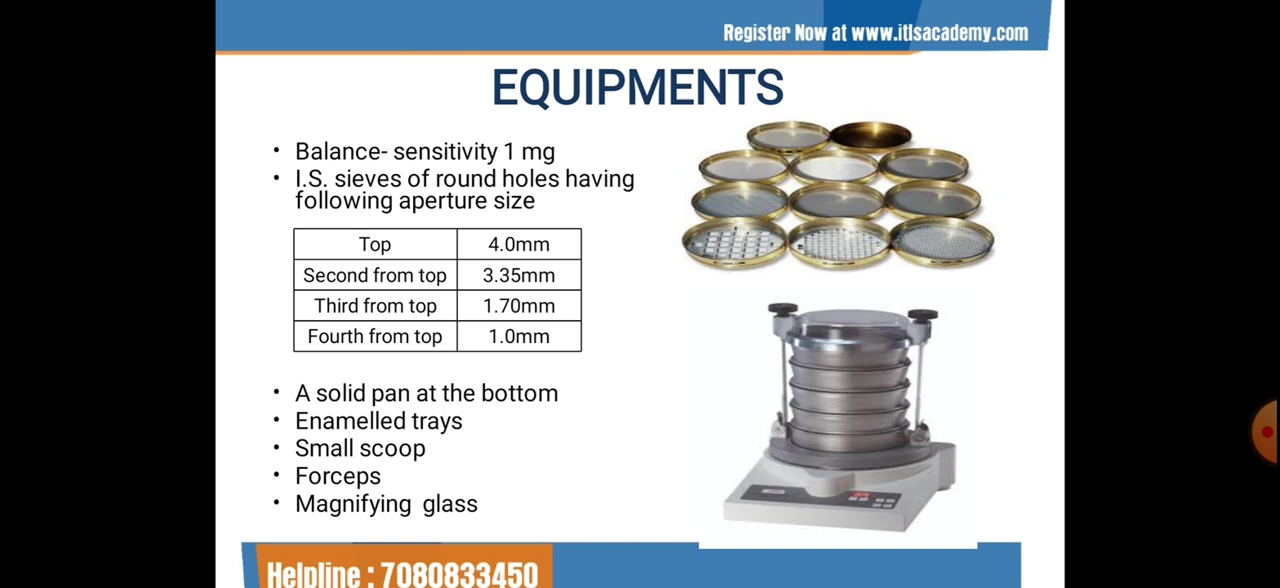 Register Now at www.itlsacademy.com
EQUIPMENTS
• Balance- sensitivity 1 mg
• I.S. sieves of round holes having
following aperture size
Top 4.0mm
Second from top 3.35mm
Third from top 1.70mm
Fourth from top 1.0mm
• A solid pan at the bottom
• Enamelled trays
• Small scoop
• Forceps
• Magnifying glass
Helpline : 7080833450